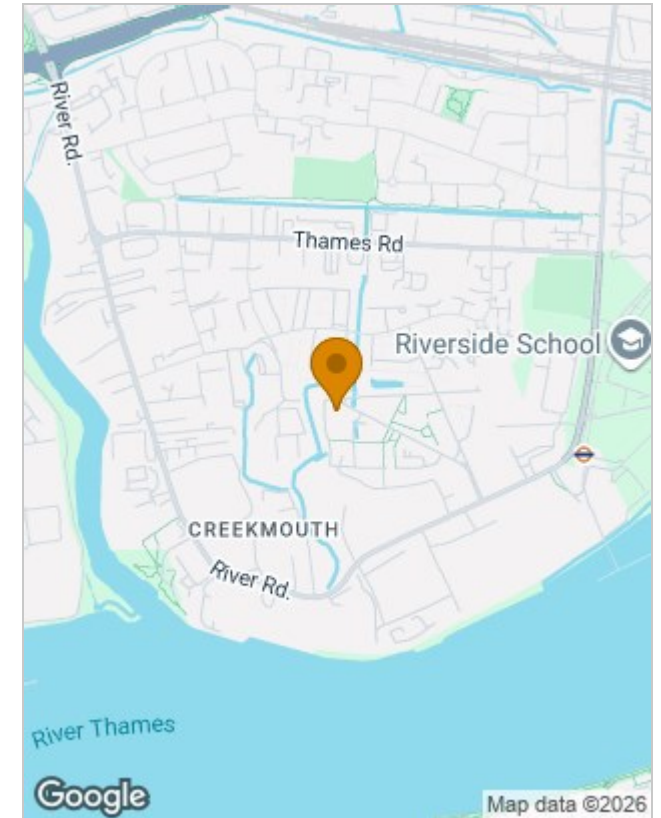 River Rd.
Thames Rd
Riverside School
CREEKMOUTH
River Rd.
River Thames
Google
Map data ©2026